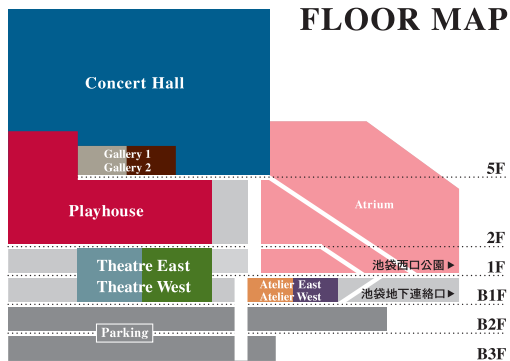 FLOOR MAP
Concert Hall
Gallery 1
Gallery 2
5F
Atrium
Playhouse
2F
池袋西口公園▶
1F
Theatre East
Theatre West
Atelier East
Atelier West
池袋地下連絡口▶
B1F
B2F
Parking
B3F